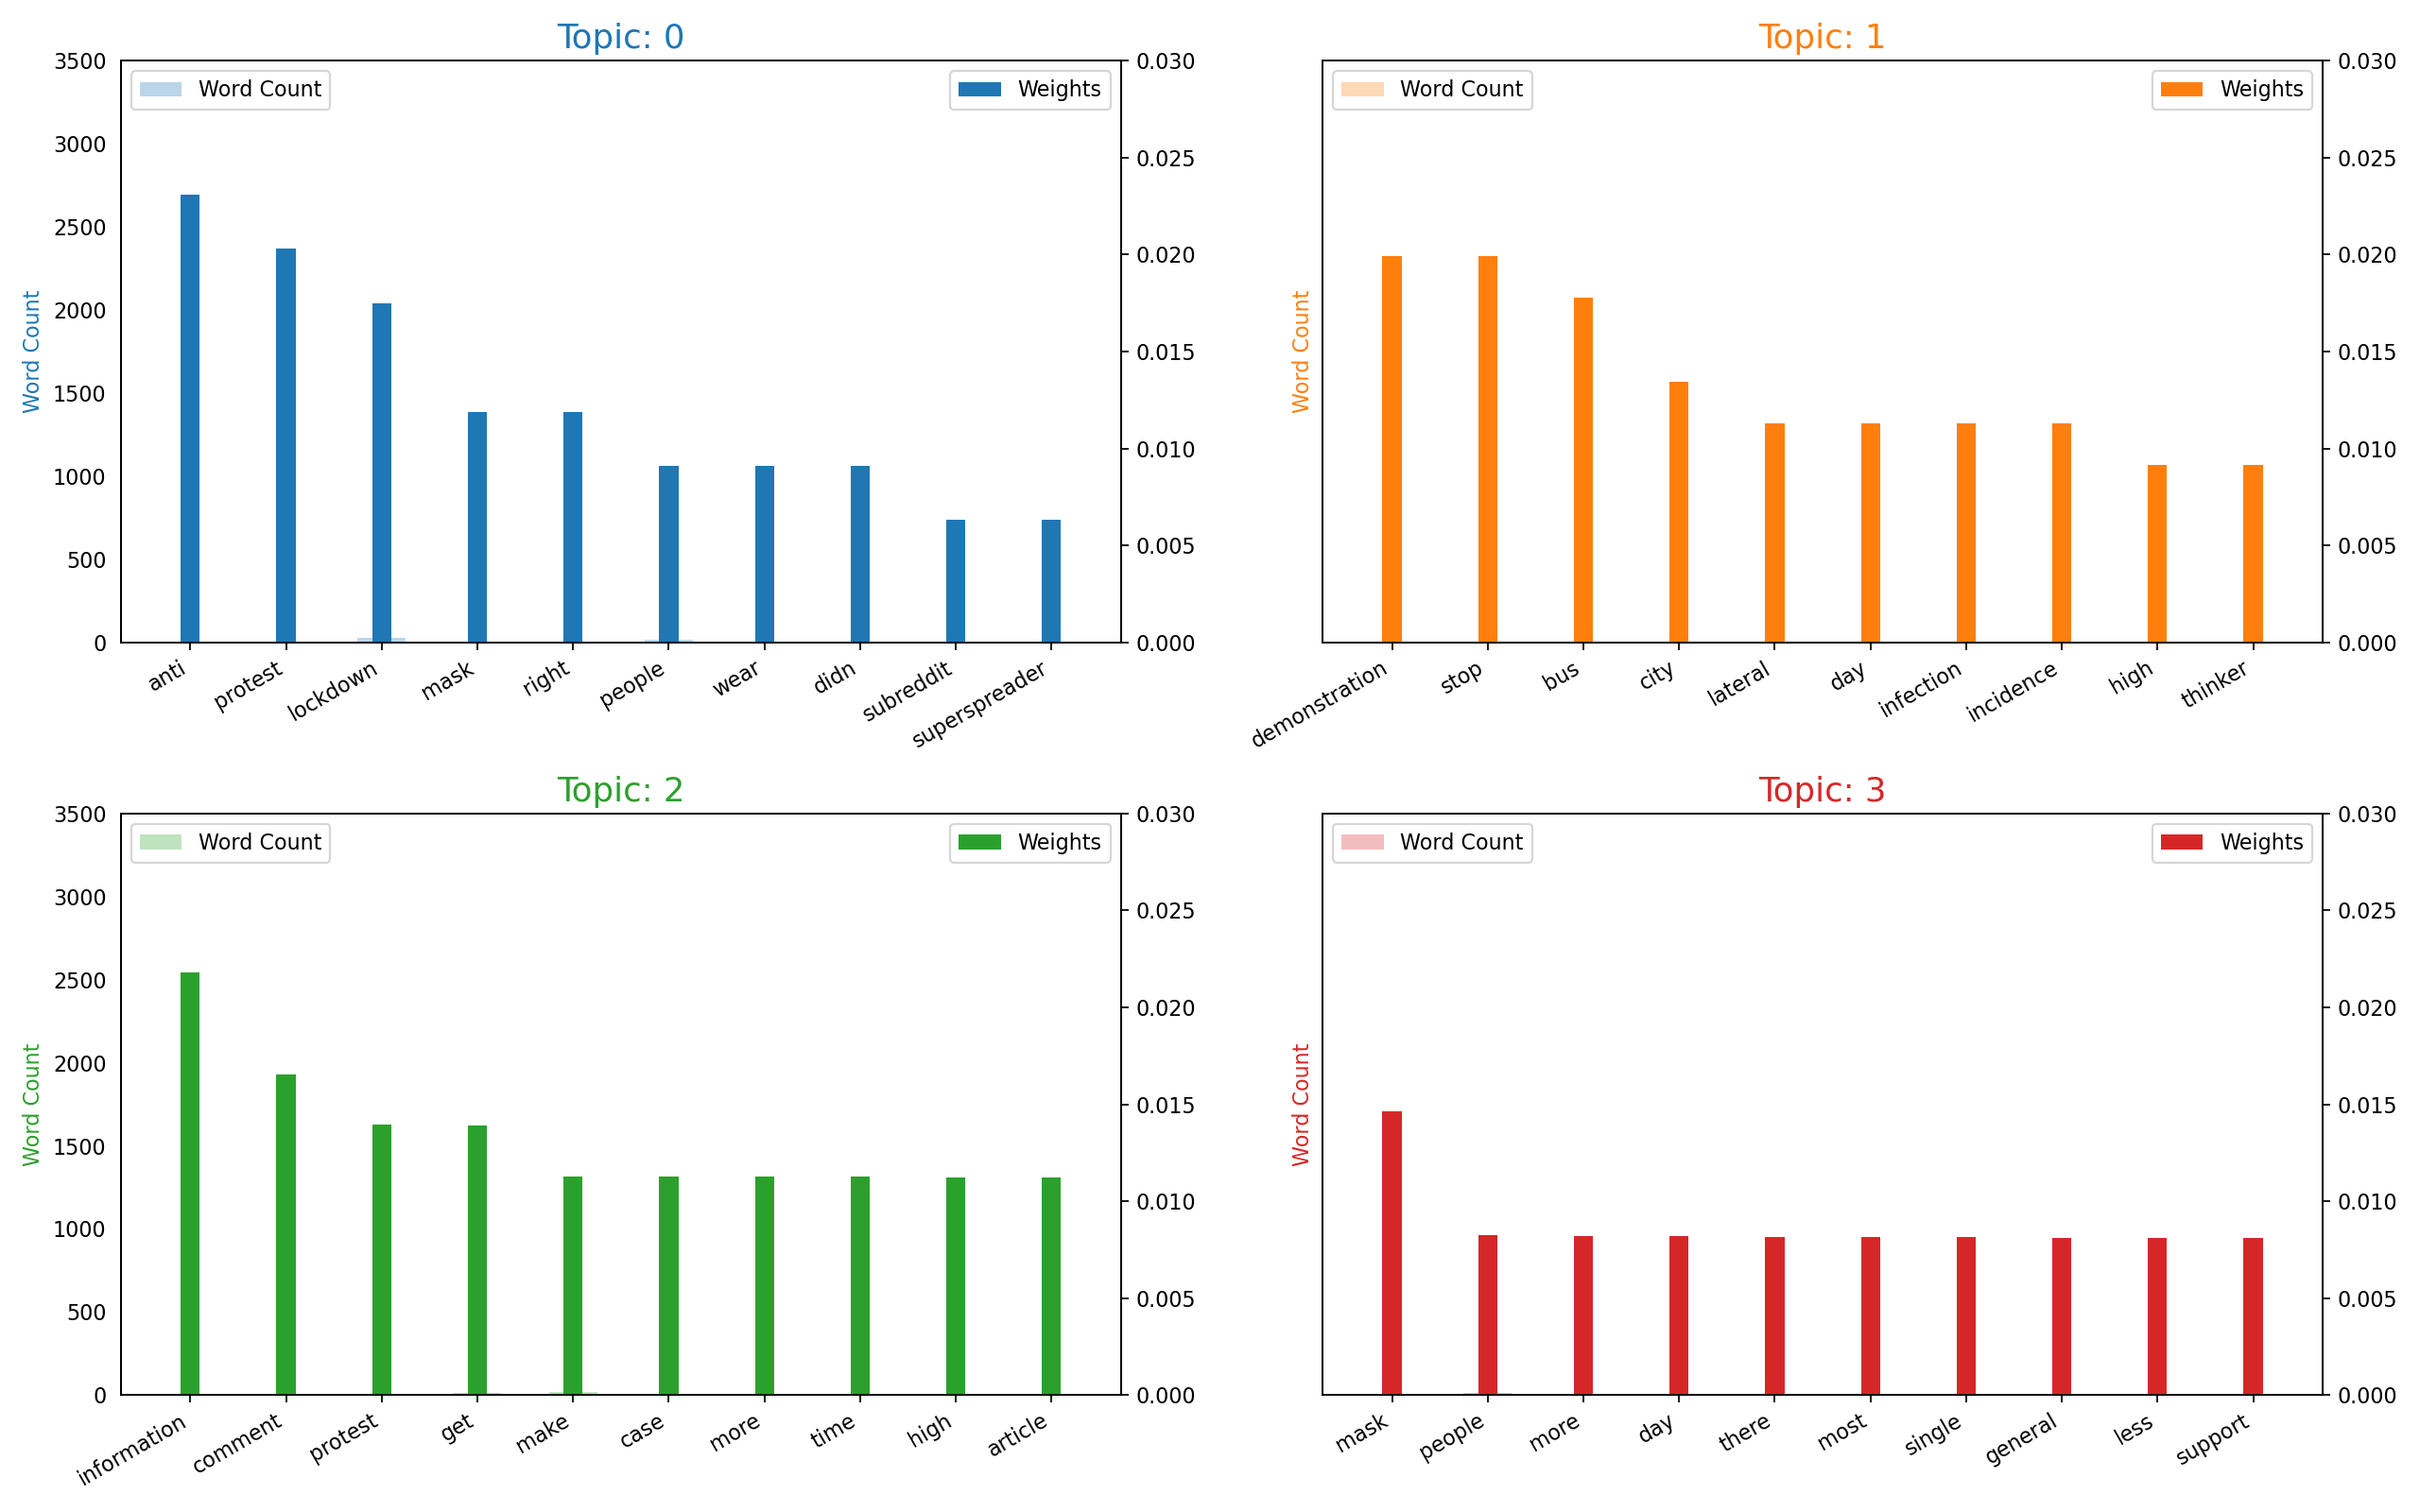 Topic: 0
3500
3000
2500
2000
1500
1000
500
0
Word Count
Word Count
Weights
0.030
0.025
0.020
0.015
0.010
0.005
0.000
anti
protest
lockdown
mask
right
people
wear
didn
subreddit
superspreader
Topic: 1
Word Count
Word Count
Weights
0.030
0.025
0.020
0.015
0.010
0.005
0.000
demonstration
stop
bus
city
lateral
day
infection
incidence
high
thinker
Topic: 2
3500
3000
2500
2000
1500
1000
500
0
Word Count
Word Count
Weights
0.030
0.025
0.020
0.015
0.010
0.005
0.000
information
comment
protest
get
make
case
more
time
high
article
Topic: 3
Word Count
Word Count
Weights
0.030
0.025
0.020
0.015
0.010
0.005
0.000
mask
people
more
day
there
most
single
general
less
support